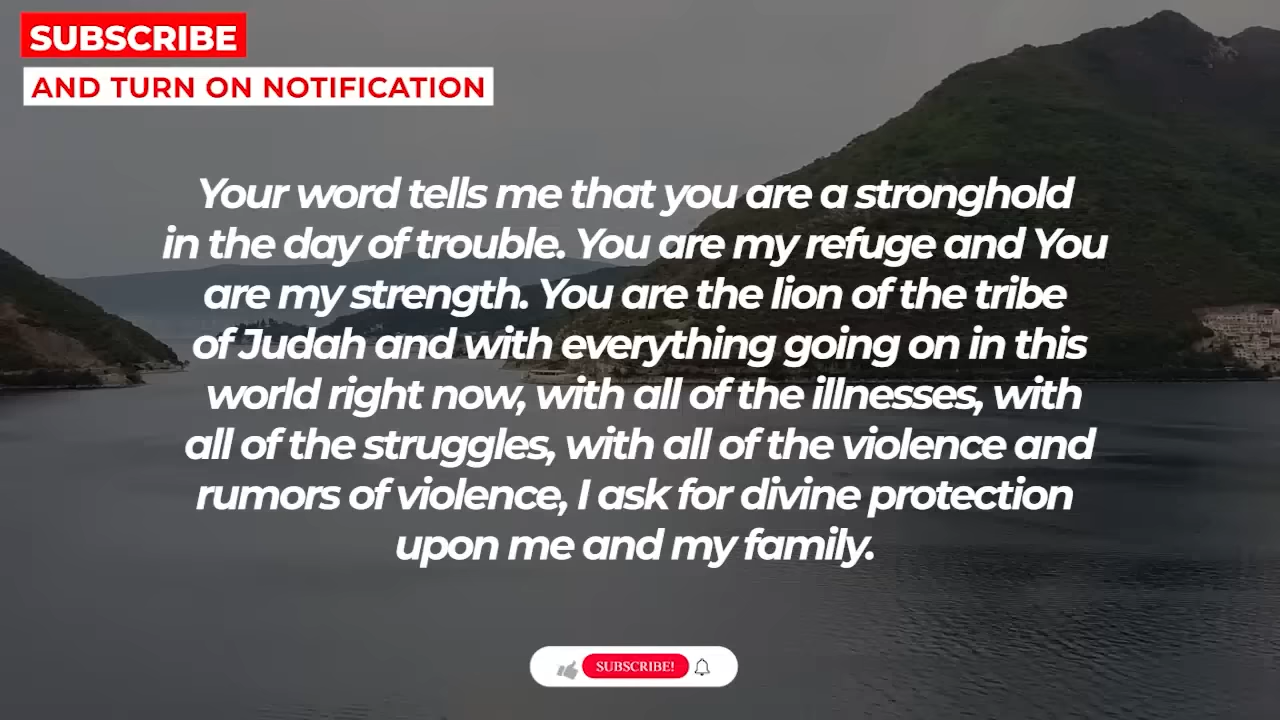 SUBSCRIBE
AND TURN ON NOTIFICATION
Your word tells me that you are a stronghold
in the day of trouble. You are my refuge and You
are my strength. You are the lion of the tribe
of Judah and with everything going on in this
world right now, with all of the illnesses, with
all of the struggles, with all of the violence and
rumors of violence, I ask for divine protection
upon me and my family.
SUBSCRIBE!